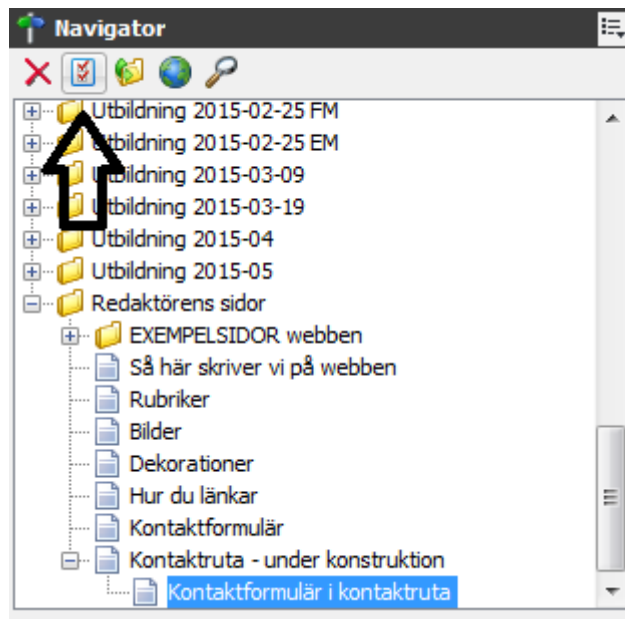 Navigator
Utbildning 2015-02-25 FM
Utbildning 2015-02-25 EM
Utbildning 2015-03-09
Utbildning 2015-03-19
Utbildning 2015-04
Utbildning 2015-05
Redaktörens sidor
EXEMPELSIDOR webben
Så här skriver vi på webben
Rubriker
Bilder
Dekorationer
Hur du länkar
Kontaktformulär
Kontaktruta - under konstruktion
Kontaktformulär i kontaktruta